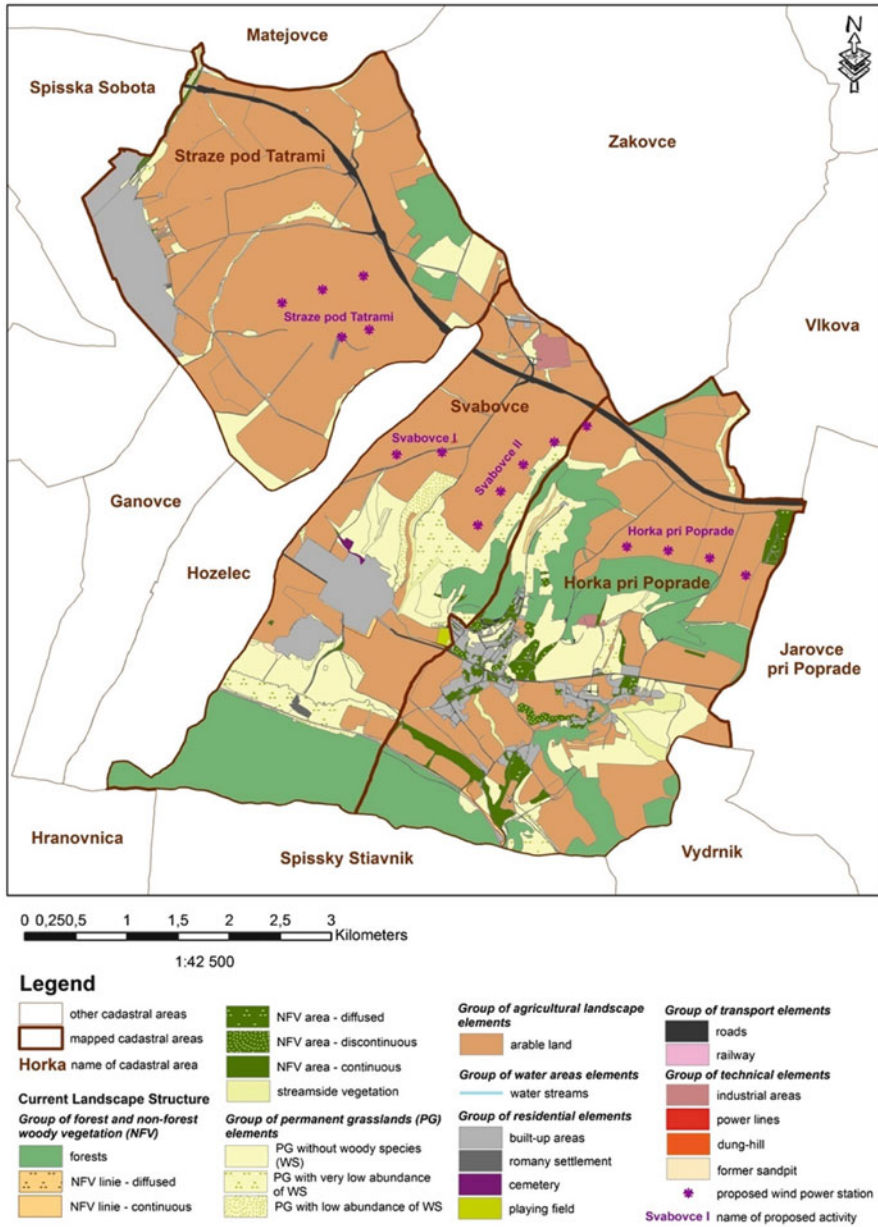 N
Matejovce
Spisska Sobota
Zakovce
Straze pod Tatrami
Straze pod Tatrami
Vlkova
Svabovce
Svabovce I
Svabovce II
Ganovce
Hozelec
Horka pri Poprade
Horka pri Poprade
Jarovce
pri Poprade
Hranovnica
Spissky Stiavnik
Vydrnik
0 0,250,5 1 1,5 2 2,5 3
Kilometers
1:42 500
Legend
other cadastral areas
mapped cadastral areas
Horka name of cadastral area
Current Landscape Structure
Group of forest and non-forest
woody vegetation (NFV)
forests
NFV linie - diffused
NFV linie - continuous
NFV area - diffused
NFV area - discontinuous
NFV area - continuous
streamside vegetation
Group of permanent grasslands (PG)
elements
PG without woody species
(WS)
PG with very low abundance
of WS
PG with low abundance of WS
Group of agricultural landscape
elements
arable land
Group of water areas elements
water streams
Group of residential elements
built-up areas
romany settlement
cemetery
playing field
Group of transport elements
roads
railway
Group of technical elements
industrial areas
power lines
dung-hill
former sandpit
proposed wind power station
Svabovce I name of proposed activity